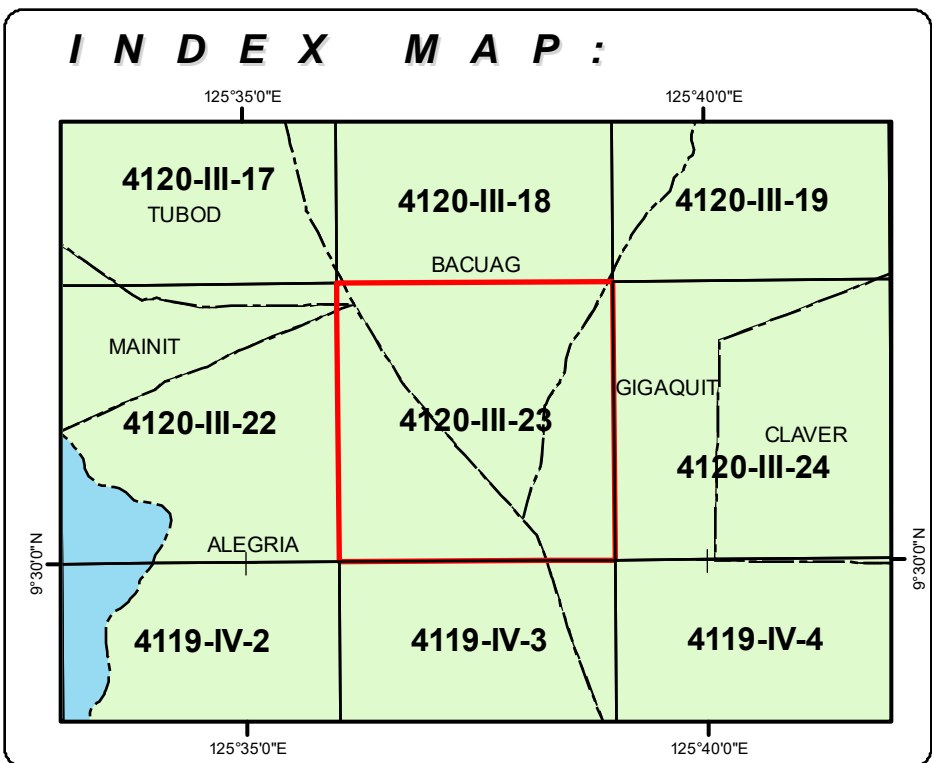 INDEX MAP:
125°35'0"E
125°40'0"E
4120-III-17
TUBOD
4120-III-18
4120-III-19
BACUAG
MAINIT
GIGAQUIT
4120-III-22
4120-III-23
CLAVER
4120-III-24
ALEGRIA
9°30'0"N
9°30'0"N
4119-IV-2
4119-IV-3
4119-IV-4
125°35'0"E
125°40'0"E